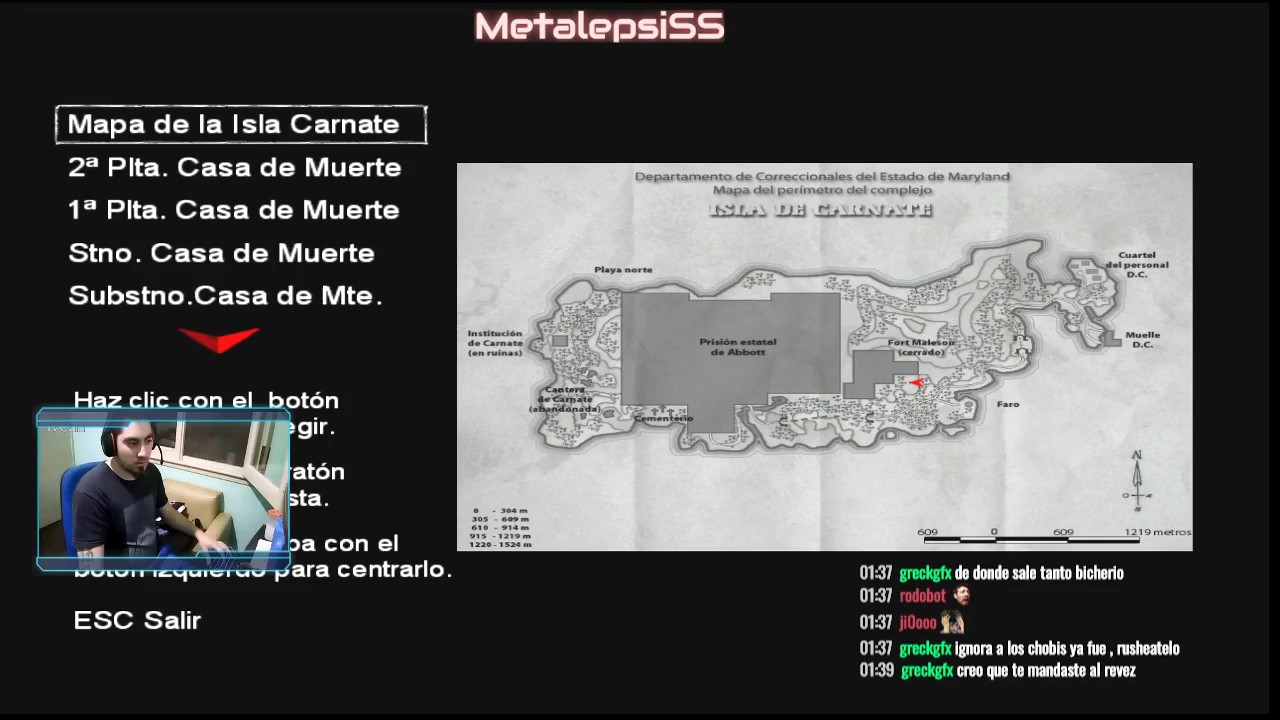 MetalepsiSS
Mapa de la Isla Carnate
2ª Plta. Casa de Muerte
1ª Plta. Casa de Muerte
Stno. Casa de Muerte
Substno.Casa de Mte.
Haz clic con el botón
egir.
ratón
sta.
pa con el
botón izquierdo para centrarlo.
ESC Salir
Departamento de Correccionales del Estado de Maryland
Mapa del perímetro del complejo
ISLA DE CARNATE
Playa norte
Cuartel
del personal
D.C.
Institución
de Carnate
(en ruinas)
Prisión estatal
de Abbott
Fort Maleson
(cerrado)
Muelle
D.C.
Cantera
de Carnate
(abandonada)
Cementerio
Faro
N
O
S
0 - 304 m
305 - 609 m
610 - 914 m
915 - 1219 m
1220 - 1524 m
609 0 609 1219 metros
01:37 greckgfx de donde sale tanto bicherio
01:37 rodobot
01:37 jiOooo
01:37 greckgfx ignora a los chobis ya fue , rusheatelo
01:39 greckgfx creo que te mandaste al revez